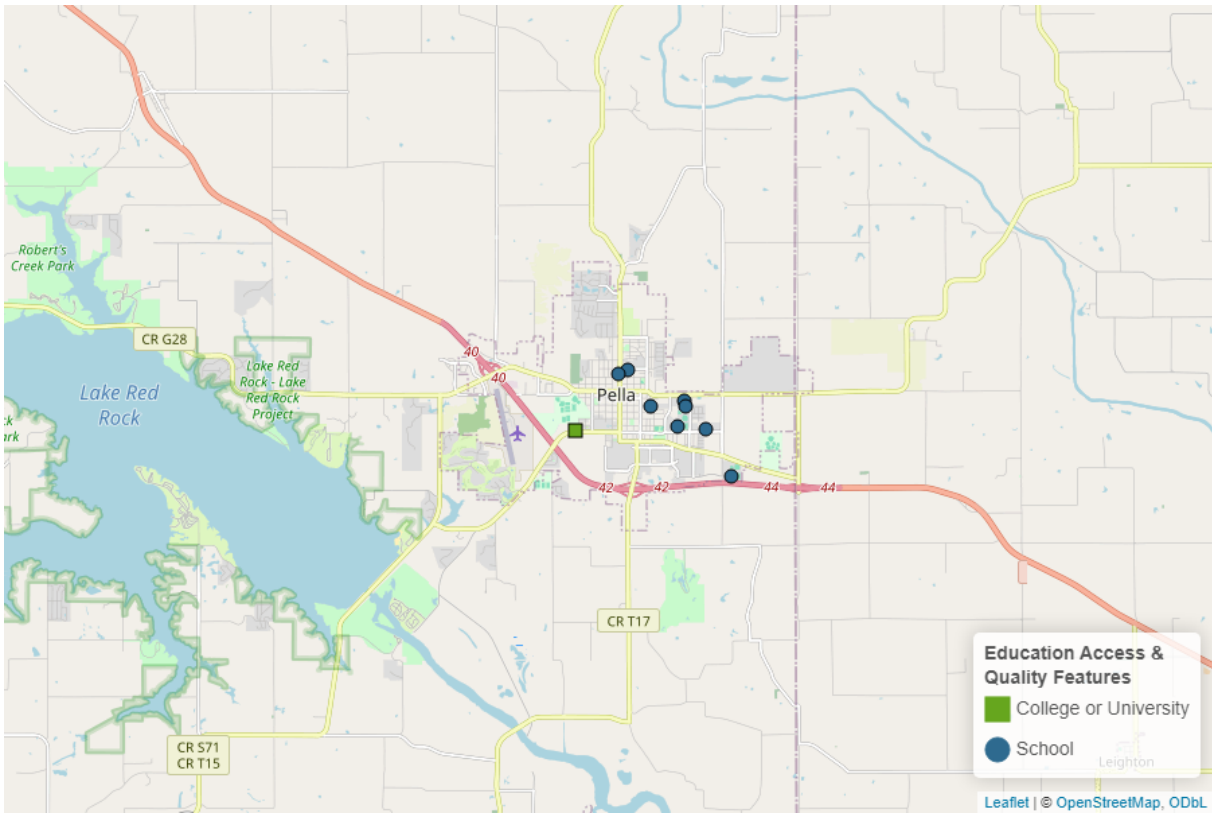 Robert's
Creek Park
CR G28
Lake Red
Rock
Lake Red
Rock - Lake
Red Rock
Project
40
40
Pella
42
42
44
44
CR T17
CR S71
CR T15
Education Access &
Quality Features
College or University
School
Leighton
Leaflet | © OpenStreetMap, ODbL